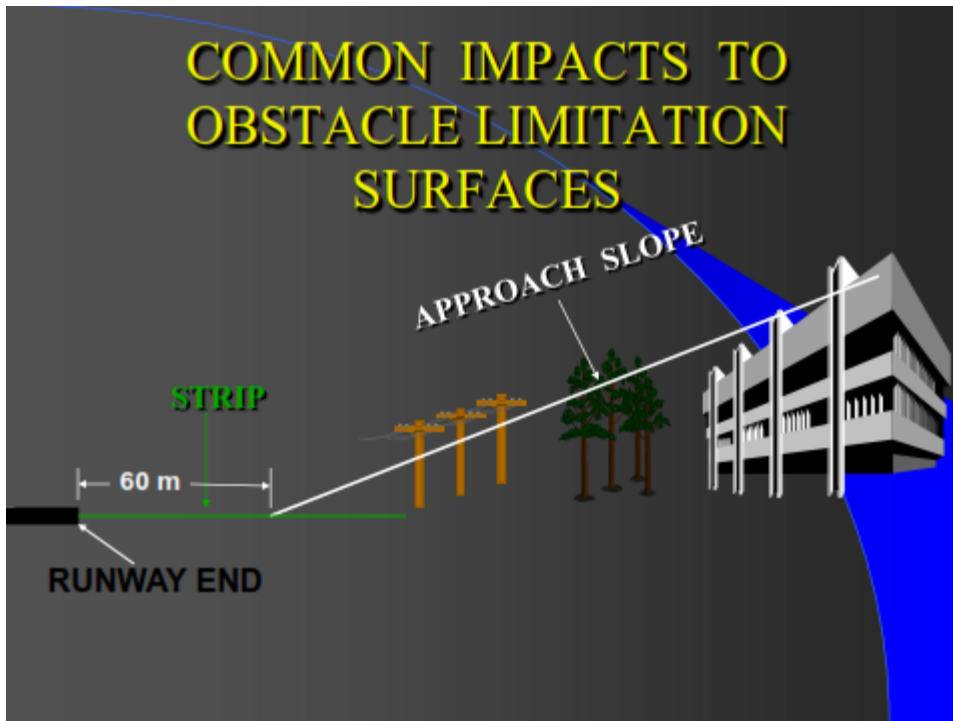 COMMON IMPACTS TO
OBSTACLE LIMITATION
SURFACES
APPROACH SLOPE
STRIP
60 m
RUNWAY END